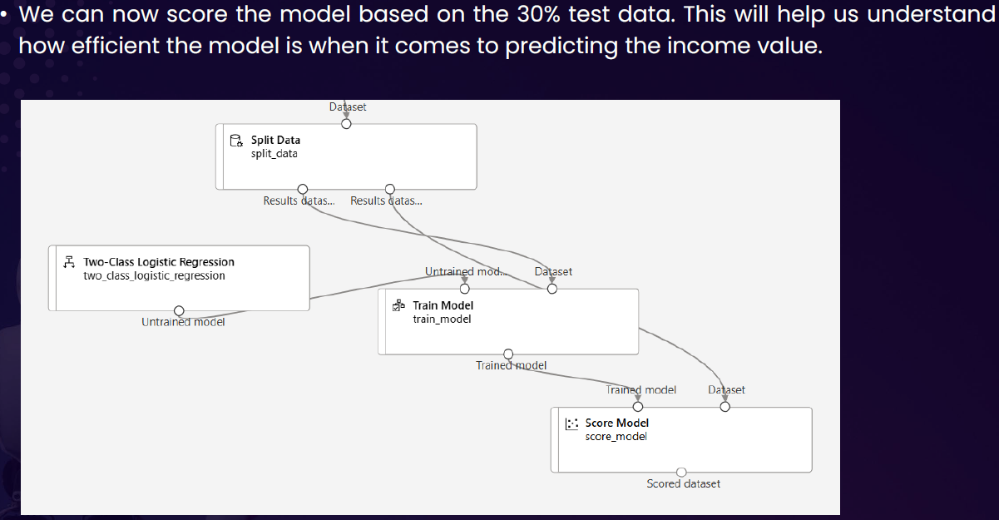 • We can now score the model based on the 30% test data. This will help us understand
how efficient the model is when it comes to predicting the income value.
Dataset
Split Data
split_data
Results datas... Results datas...
Two-Class Logistic Regression
two_class_logistic_regression
Untrained model
Untrained mod... Dataset
Train Model
train_model
Trained model
Trained model Dataset
Score Model
score_model
Scored dataset